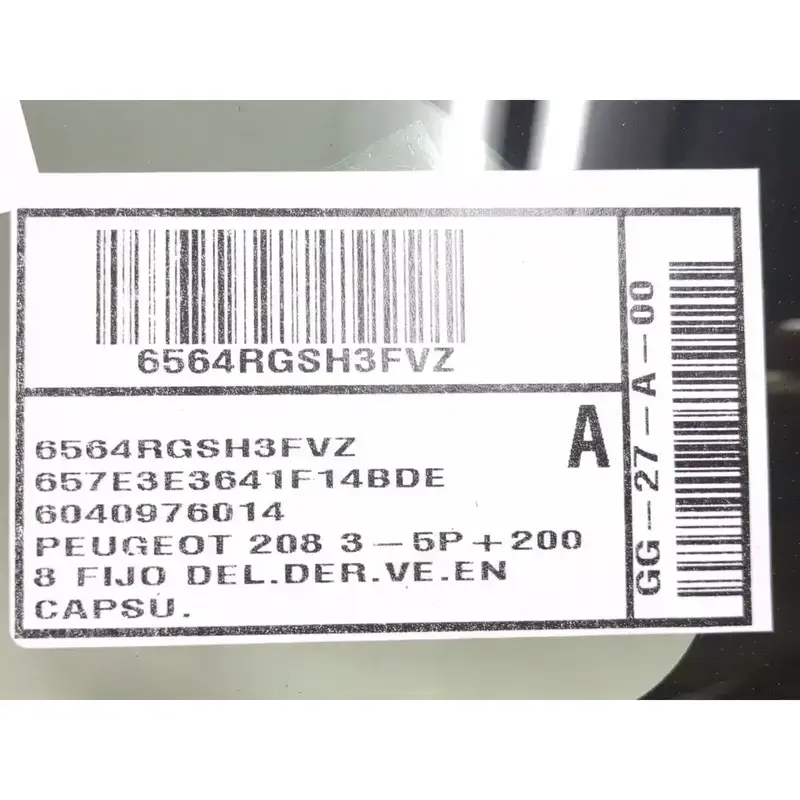 6564RGSH3FVZ
6564RGSH3FVZ
A
657E3E3641F14BDE
6040976014
PEUGEOT 208 3-5P+200
8 FIJO DEL.DER.VE.EN
CAPSU.
GG-27-A-00